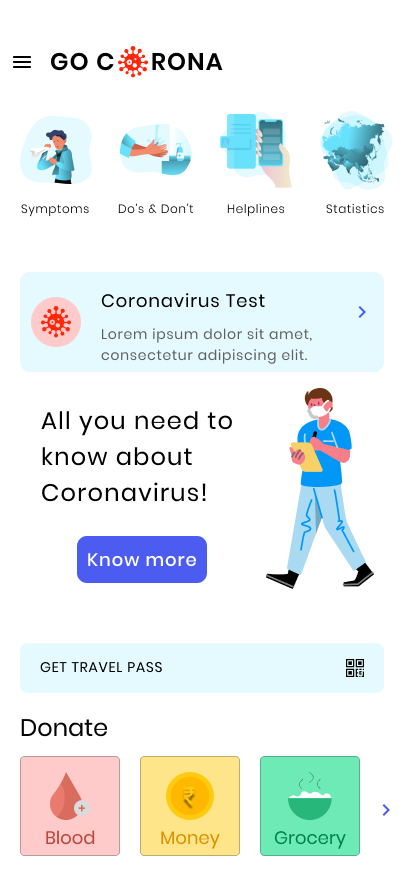 GO CORONA
Symptoms
Do's & Don't
Helplines
Statistics
Coronavirus Test
Lorem ipsum dolor sit amet,
consectetur adipiscing elit.
All you need to
know about
Coronavirus!
Know more
GET TRAVEL PASS
Donate
Blood
Money
Grocery